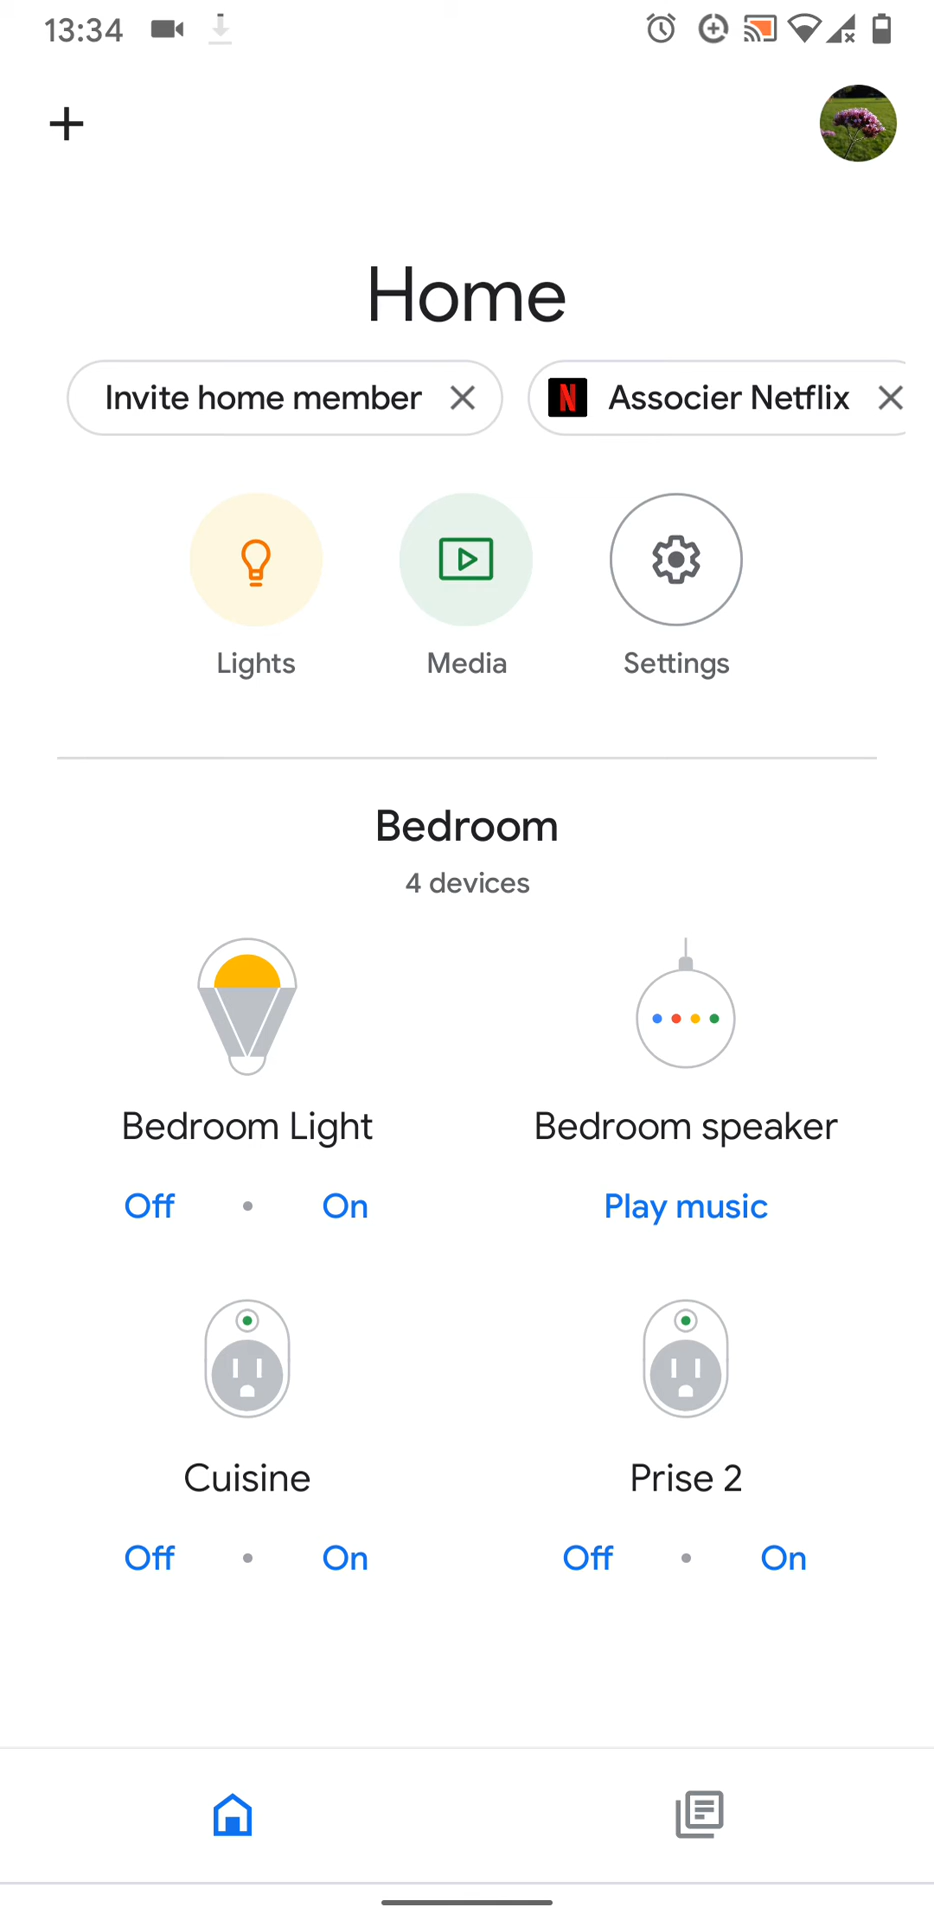 13:34
Home
Invite home member
N Associer Netflix
Lights Media Settings
Bedroom
4 devices
Bedroom Light Bedroom speaker
Off • On Play music
Cuisine Prise 2
Off • On Off • On